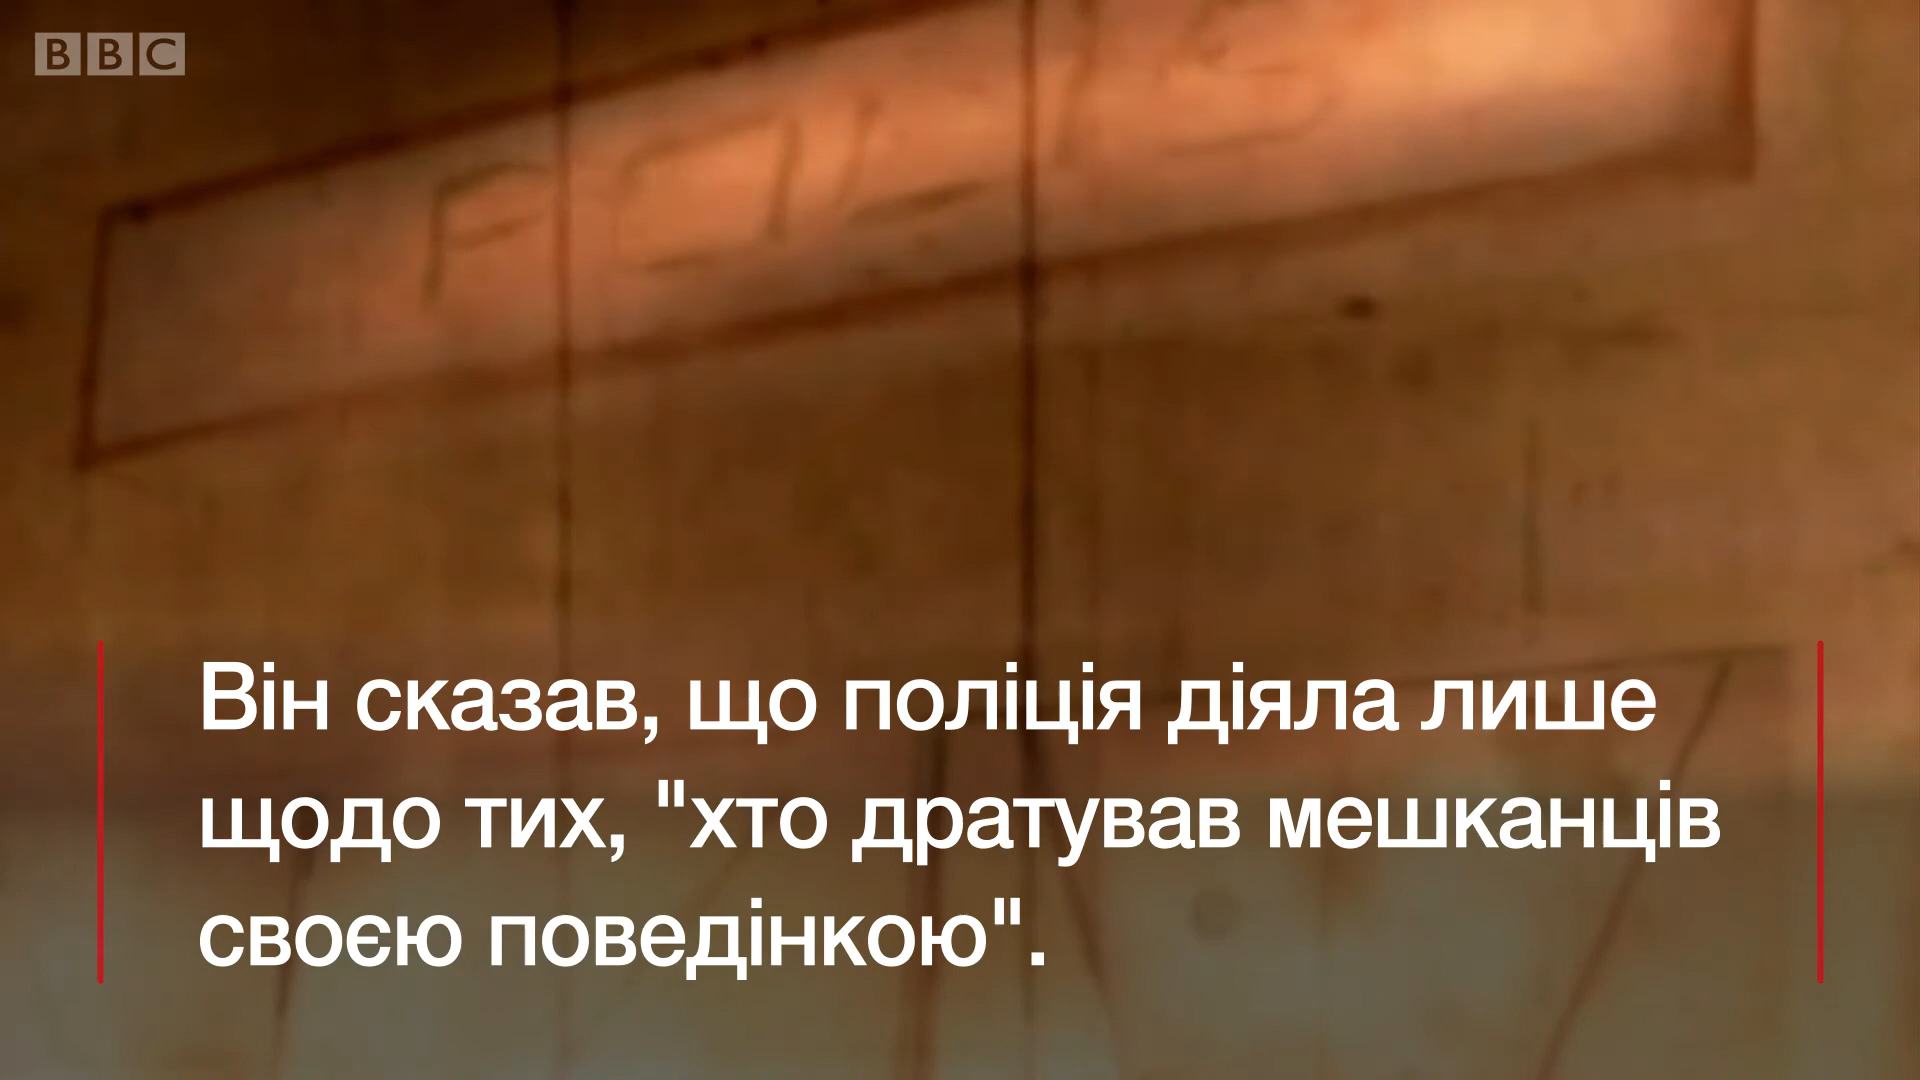 BBC
Він сказав, що поліція діяла лише
щодо тих, "хто дратував мешканців
своєю поведінкою".